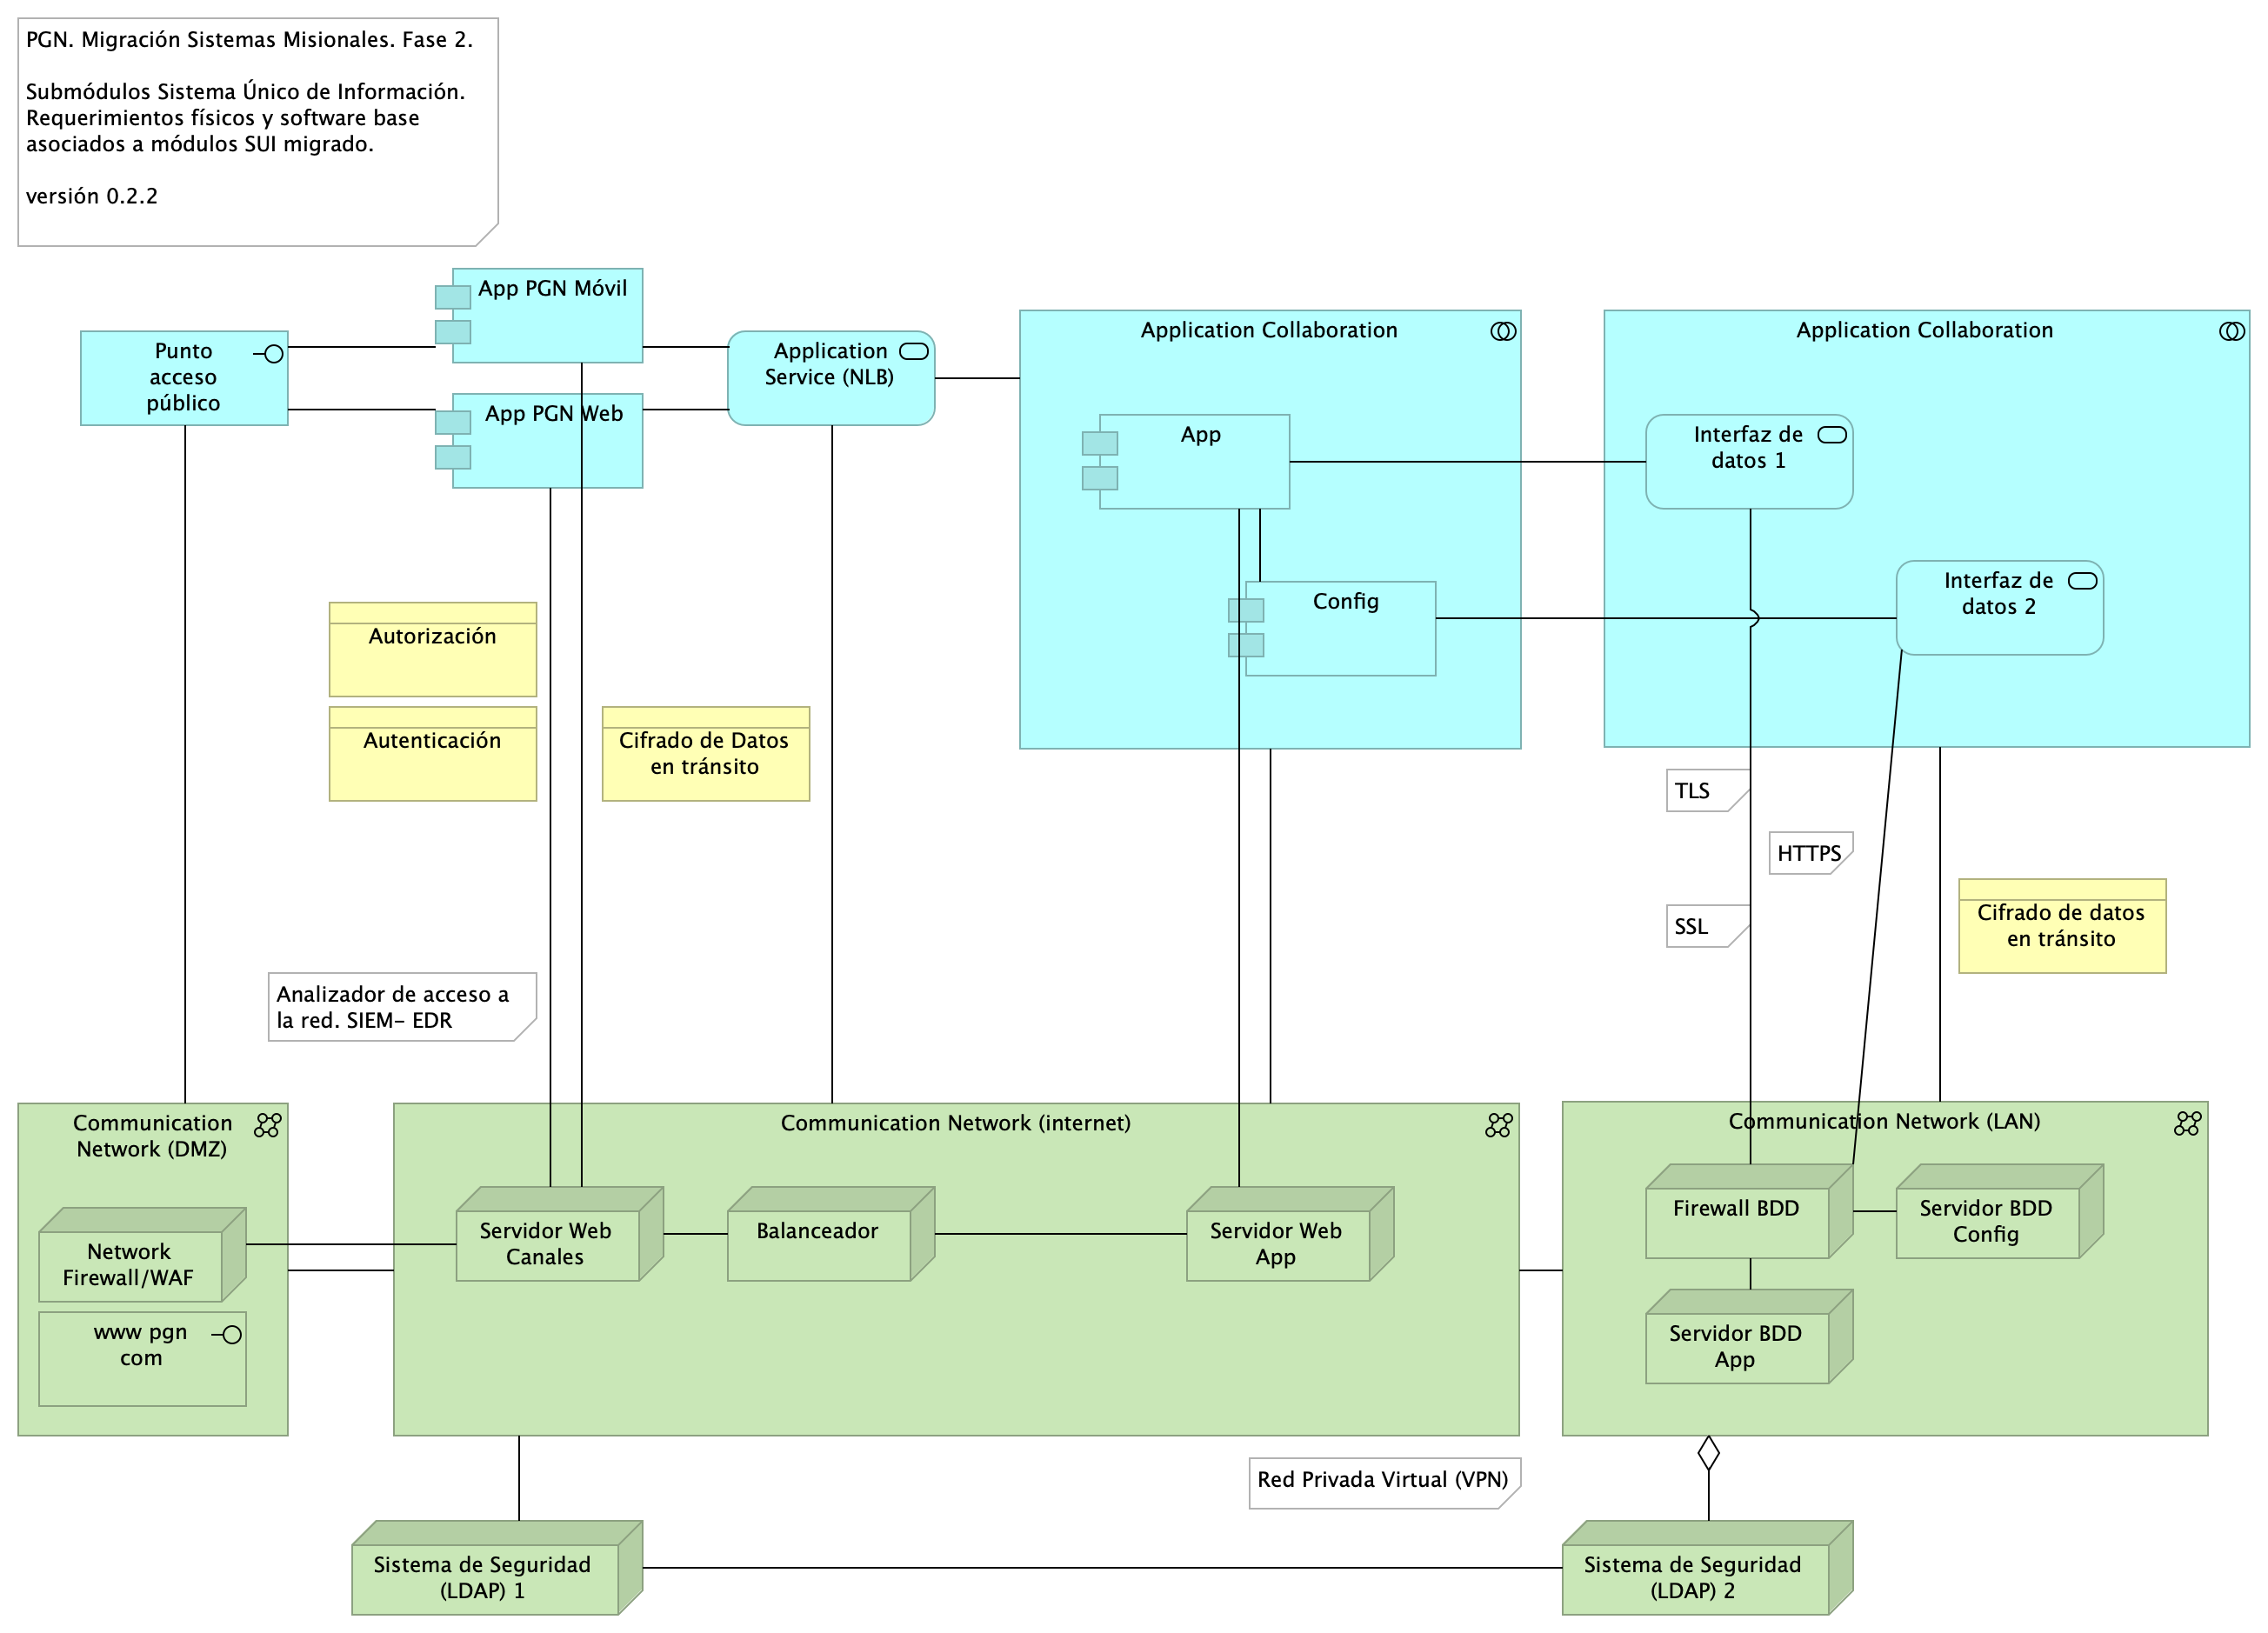 PGN. Migración Sistemas Misionales. Fase 2.
Submódulos Sistema Único de Información.
Requerimientos físicos y software base
asociados a módulos SUI migrado.
versión 0.2.2
Punto
acceso
público
App PGN Móvil
App PGN Web
Application
Service (NLB)
Application Collaboration
App
Config
Application Collaboration
Interfaz de
datos 1
Interfaz de
datos 2
Autorización
Autenticación
Cifrado de Datos
en tránsito
TLS
HTTPS
SSL
Cifrado de datos
en tránsito
Analizador de acceso a
la red. SIEM- EDR
Communication
Network (DMZ)
Network
Firewall/WAF
www pgn
com
Communication Network (internet)
Servidor Web
Canales
Balanceador
Servidor Web
App
Communication Network (LAN)
Firewall BDD
Servidor BDD
Config
Servidor BDD
App
Red Privada Virtual (VPN)
Sistema de Seguridad
(LDAP) 1
Sistema de Seguridad
(LDAP) 2